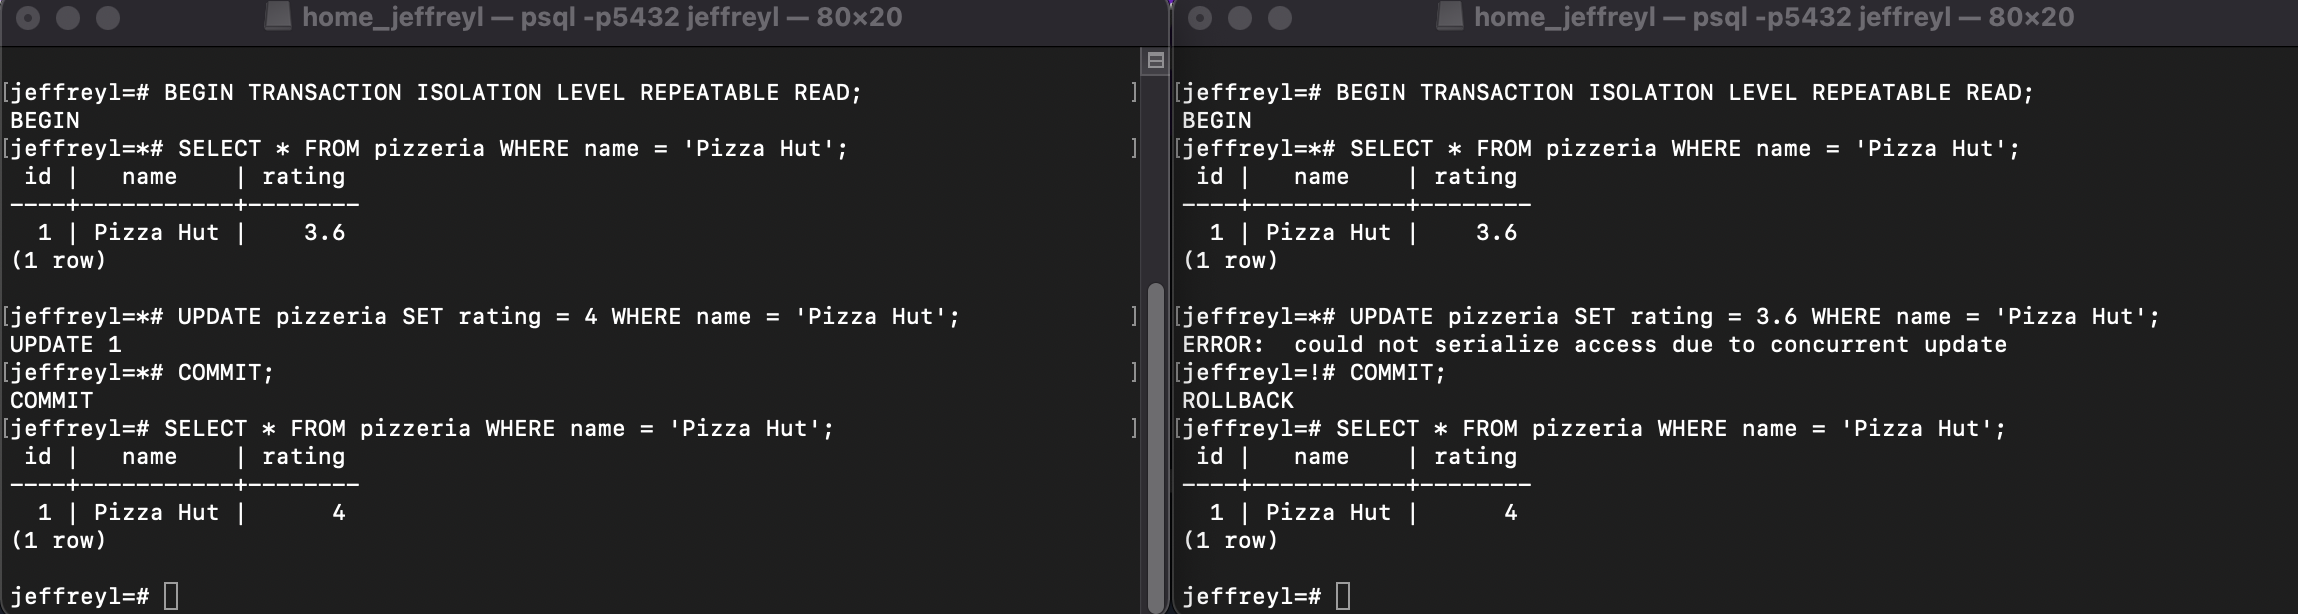 home_jeffreyl — psql -p5432 jeffreyl — 80×20
[jeffreyl=# BEGIN TRANSACTION ISOLATION LEVEL REPEATABLE READ; ]
BEGIN
[jeffreyl=*# SELECT * FROM pizzeria WHERE name = 'Pizza Hut'; ]
 id |   name    | rating
----+-----------+--------
  1 | Pizza Hut |    3.6
(1 row)
[jeffreyl=*# UPDATE pizzeria SET rating = 4 WHERE name = 'Pizza Hut'; ]
UPDATE 1
[jeffreyl=*# COMMIT; ]
COMMIT
[jeffreyl=# SELECT * FROM pizzeria WHERE name = 'Pizza Hut'; ]
 id |   name    | rating
----+-----------+--------
  1 | Pizza Hut |      4
(1 row)
jeffreyl=#
home_jeffreyl — psql -p5432 jeffreyl — 80×20
[jeffreyl=# BEGIN TRANSACTION ISOLATION LEVEL REPEATABLE READ;
BEGIN
[jeffreyl=*# SELECT * FROM pizzeria WHERE name = 'Pizza Hut';
 id |   name    | rating
----+-----------+--------
  1 | Pizza Hut |    3.6
(1 row)
[jeffreyl=*# UPDATE pizzeria SET rating = 3.6 WHERE name = 'Pizza Hut';
ERROR:  could not serialize access due to concurrent update
[jeffreyl=!# COMMIT;
ROLLBACK
[jeffreyl=# SELECT * FROM pizzeria WHERE name = 'Pizza Hut';
 id |   name    | rating
----+-----------+--------
  1 | Pizza Hut |      4
(1 row)
jeffreyl=#